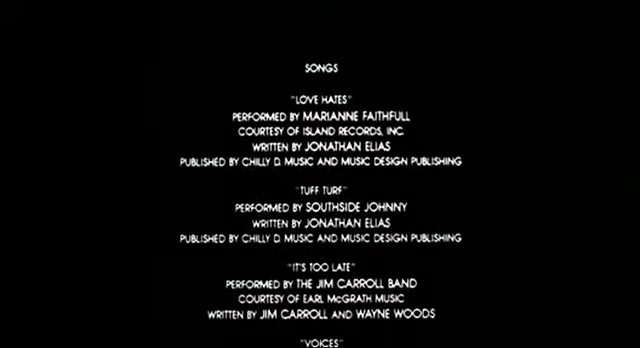 SONGS
"LOVE HATES"
PERFORMED BY MARIANNE FAITHFULL
COURTESY OF ISLAND RECORDS, INC.
WRITTEN BY JONATHAN ELIAS
PUBLISHED BY CHILLY D. MUSIC AND MUSIC DESIGN PUBLISHING
"TUFF TURF"
PERFORMED BY SOUTHSIDE JOHNNY
WRITTEN BY JONATHAN ELIAS
PUBLISHED BY CHILLY D. MUSIC AND MUSIC DESIGN PUBLISHING
"IT'S TOO LATE"
PERFORMED BY THE JIM CARROLL BAND
COURTESY OF EARL McGRATH MUSIC
WRITTEN BY JIM CARROLL AND WAYNE WOODS
"VOICES"